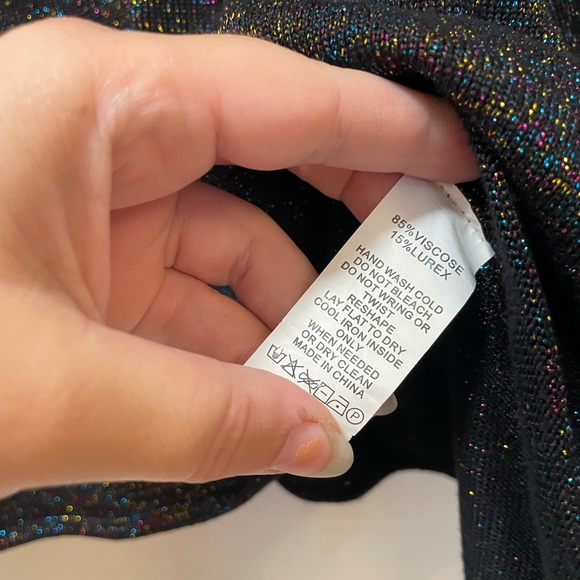 85%VISCOSE
15%LUREX
HAND WASH COLD
DO NOT BLEACH
DO NOT WRING OR
TWIST
RESHAPE
LAY FLAT TO DRY
COOL IRON INSIDE
ONLY
WHEN NEEDED
OR DRY CLEAN
MADE IN CHINA
P